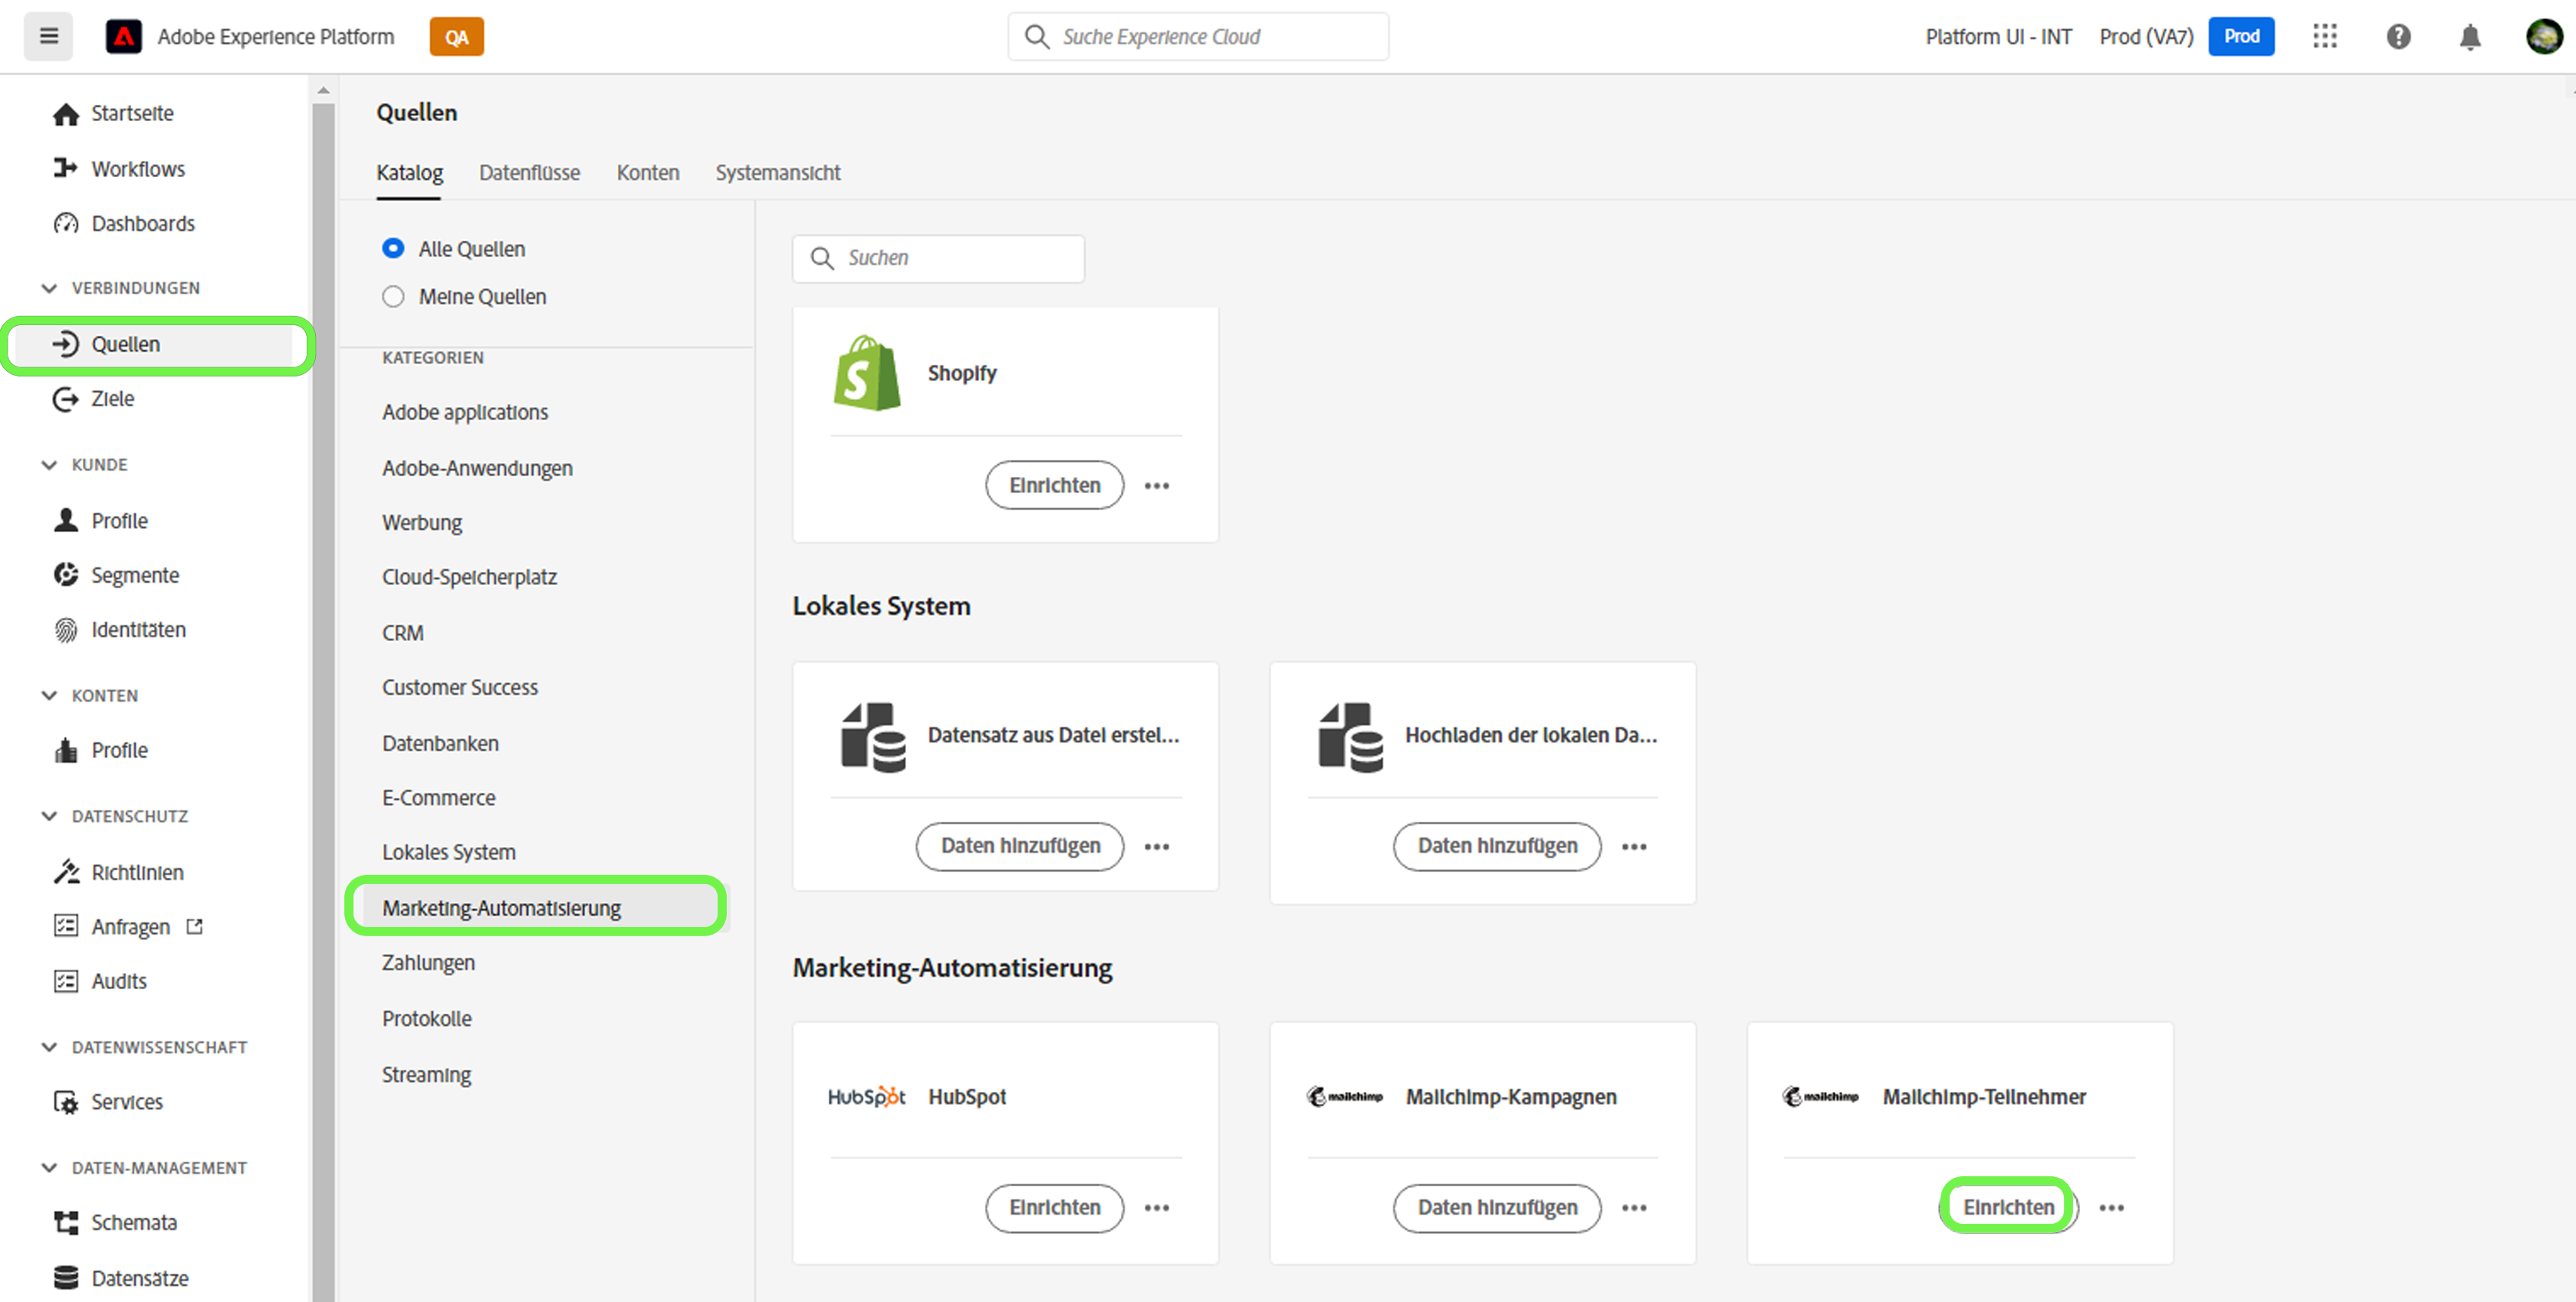 Adobe Experience Platform
QA
Suche Experience Cloud
Platform UI - INT
Prod (VA7)
Prod
Startseite
Workflows
Dashboards
VERBINDUNGEN
Quellen
Ziele
KUNDE
Profile
Segmente
Identitäten
KONTEN
Profile
DATENSCHUTZ
Richtlinien
Anfragen
Audits
DATENWISSENSCHAFT
Services
DATEN-MANAGEMENT
Schemata
Datensätze
Quellen
Katalog
Datenflüsse
Konten
Systemansicht
Alle Quellen
Meine Quellen
KATEGORIEN
Adobe applications
Adobe-Anwendungen
Werbung
Cloud-Speicherplatz
CRM
Customer Success
Datenbanken
E-Commerce
Lokales System
Marketing-Automatisierung
Zahlungen
Protokolle
Streaming
Suchen
S
Shopify
Einrichten
Lokales System
Datensatz aus Datei erstel...
Daten hinzufügen
Hochladen der lokalen Da...
Daten hinzufügen
Marketing-Automatisierung
HubSpot
HubSpot
Einrichten
mailchimp
Mailchimp-Kampagnen
Daten hinzufügen
mailchimp
Mailchimp-Teilnehmer
Einrichten